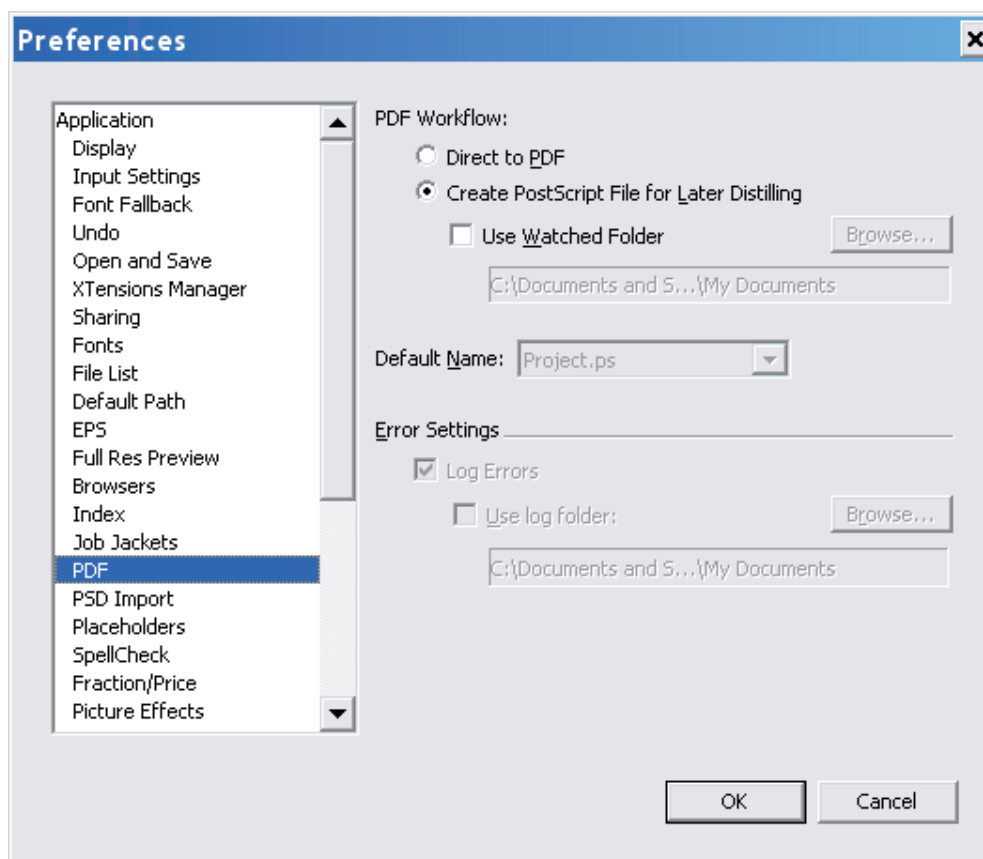 Preferences
Application
Display
Input Settings
Font Fallback
Undo
Open and Save
XTensions Manager
Sharing
Fonts
File List
Default Path
EPS
Full Res Preview
Browsers
Index
Job Jackets
PDF
PSD Import
Placeholders
SpellCheck
Fraction/Price
Picture Effects
PDF Workflow:
Direct to PDF
Create PostScript File for Later Distilling
Use Watched Folder
Browse...
C:\Documents and S...\My Documents
Default Name:
Project.ps
Error Settings
Log Errors
Use log folder:
Browse...
C:\Documents and S...\My Documents
OK
Cancel